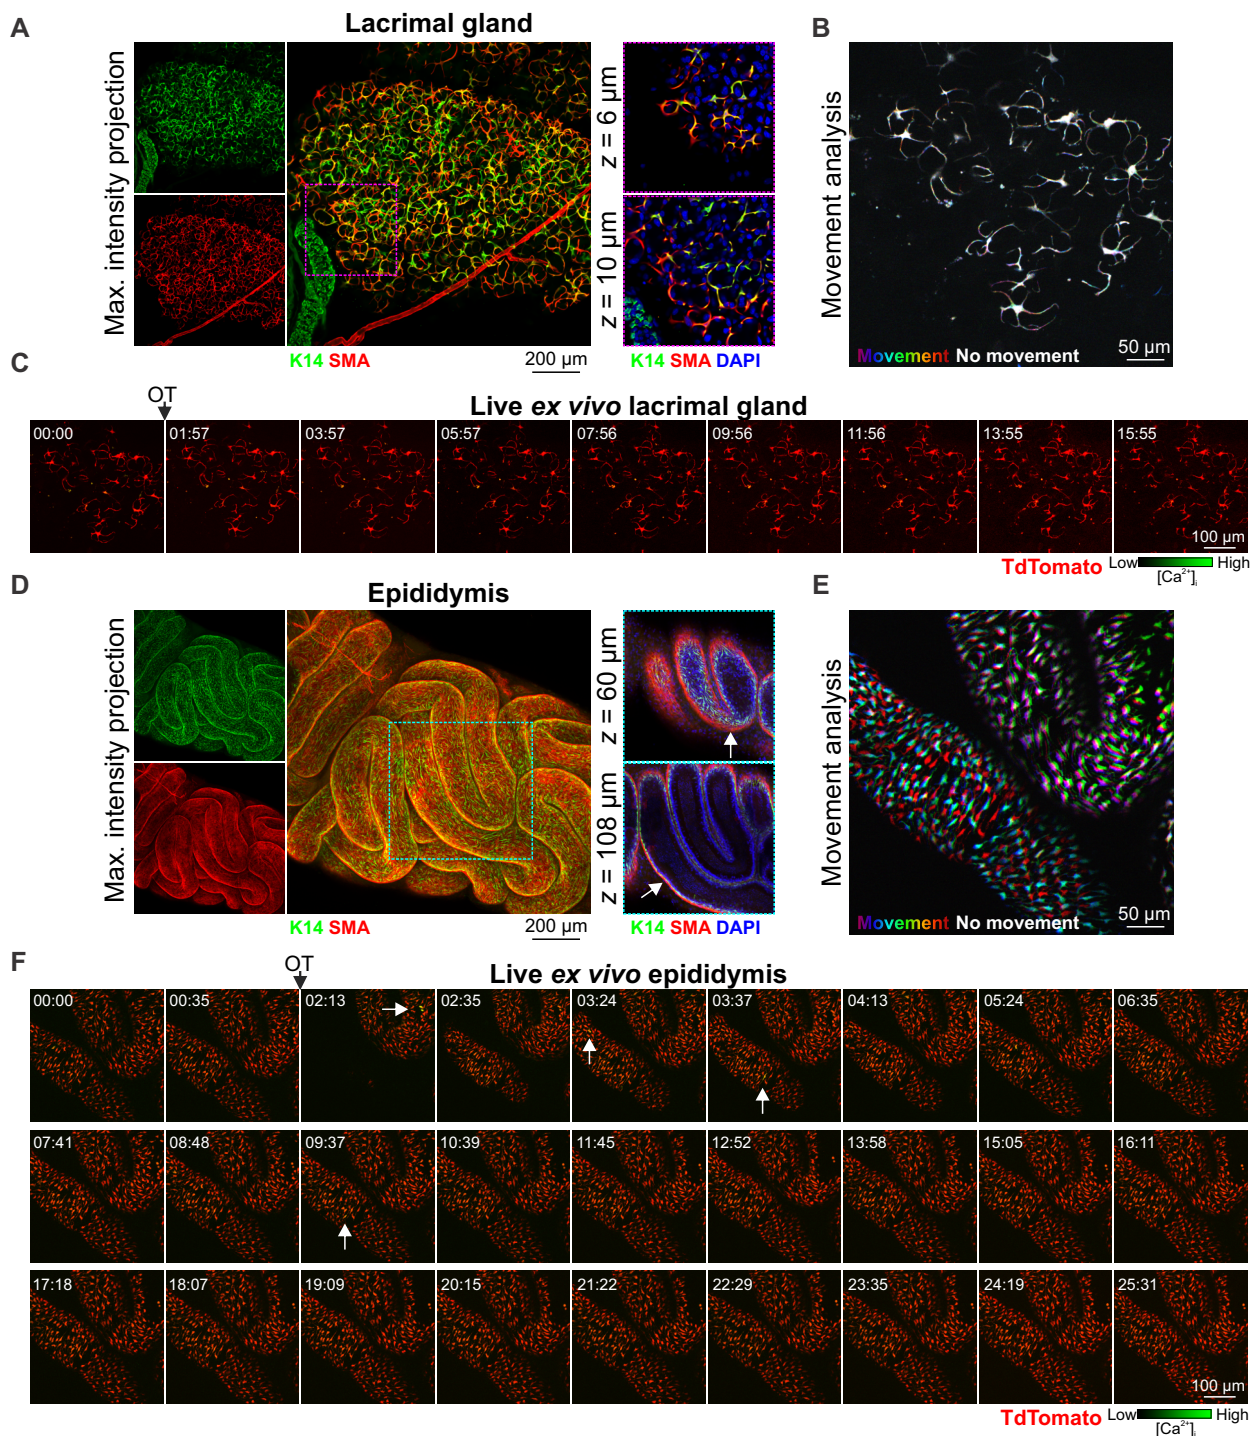 A
Lacrimal gland
B
Max. intensity projection
z = 6 µm
z = 10 µm
Movement analysis
K14 SMA
200 µm
K14 SMA DAPI
Movement No movement
50 µm
C
OT
Live ex vivo lacrimal gland
00:00
01:57
03:57
05:57
07:56
09:56
11:56
13:55
15:55
100 µm
TdTomato
Low High
[Ca²⁺]ᵢ
D
Epididymis
E
Max. intensity projection
z = 60 µm
z = 108 µm
Movement analysis
K14 SMA
200 µm
K14 SMA DAPI
Movement No movement
50 µm
F
OT
Live ex vivo epididymis
00:00
00:35
02:13
02:35
03:24
03:37
04:13
05:24
06:35
07:41
08:48
09:37
10:39
11:45
12:52
13:58
15:05
16:11
17:18
18:07
19:09
20:15
21:22
22:29
23:35
24:19
25:31
100 µm
TdTomato
Low High
[Ca²⁺]ᵢ